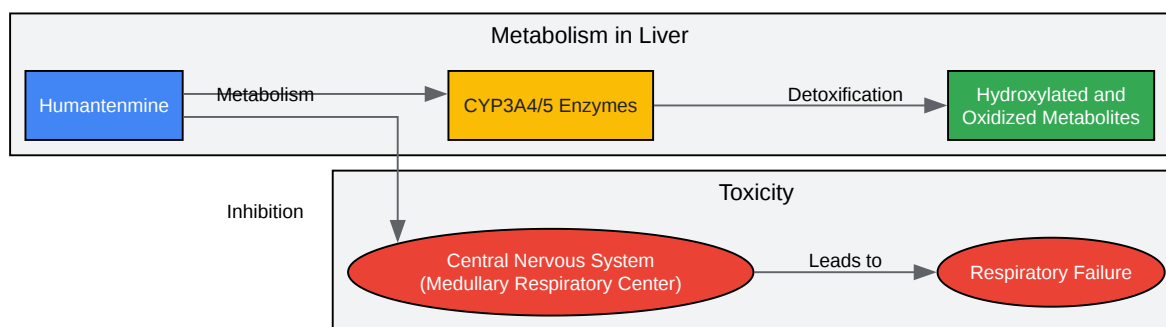 Metabolism in Liver
Humantenmine
Metabolism
CYP3A4/5 Enzymes
Detoxification
Hydroxylated and
Oxidized Metabolites
Inhibition
Toxicity
Central Nervous System
(Medullary Respiratory Center)
Leads to
Respiratory Failure